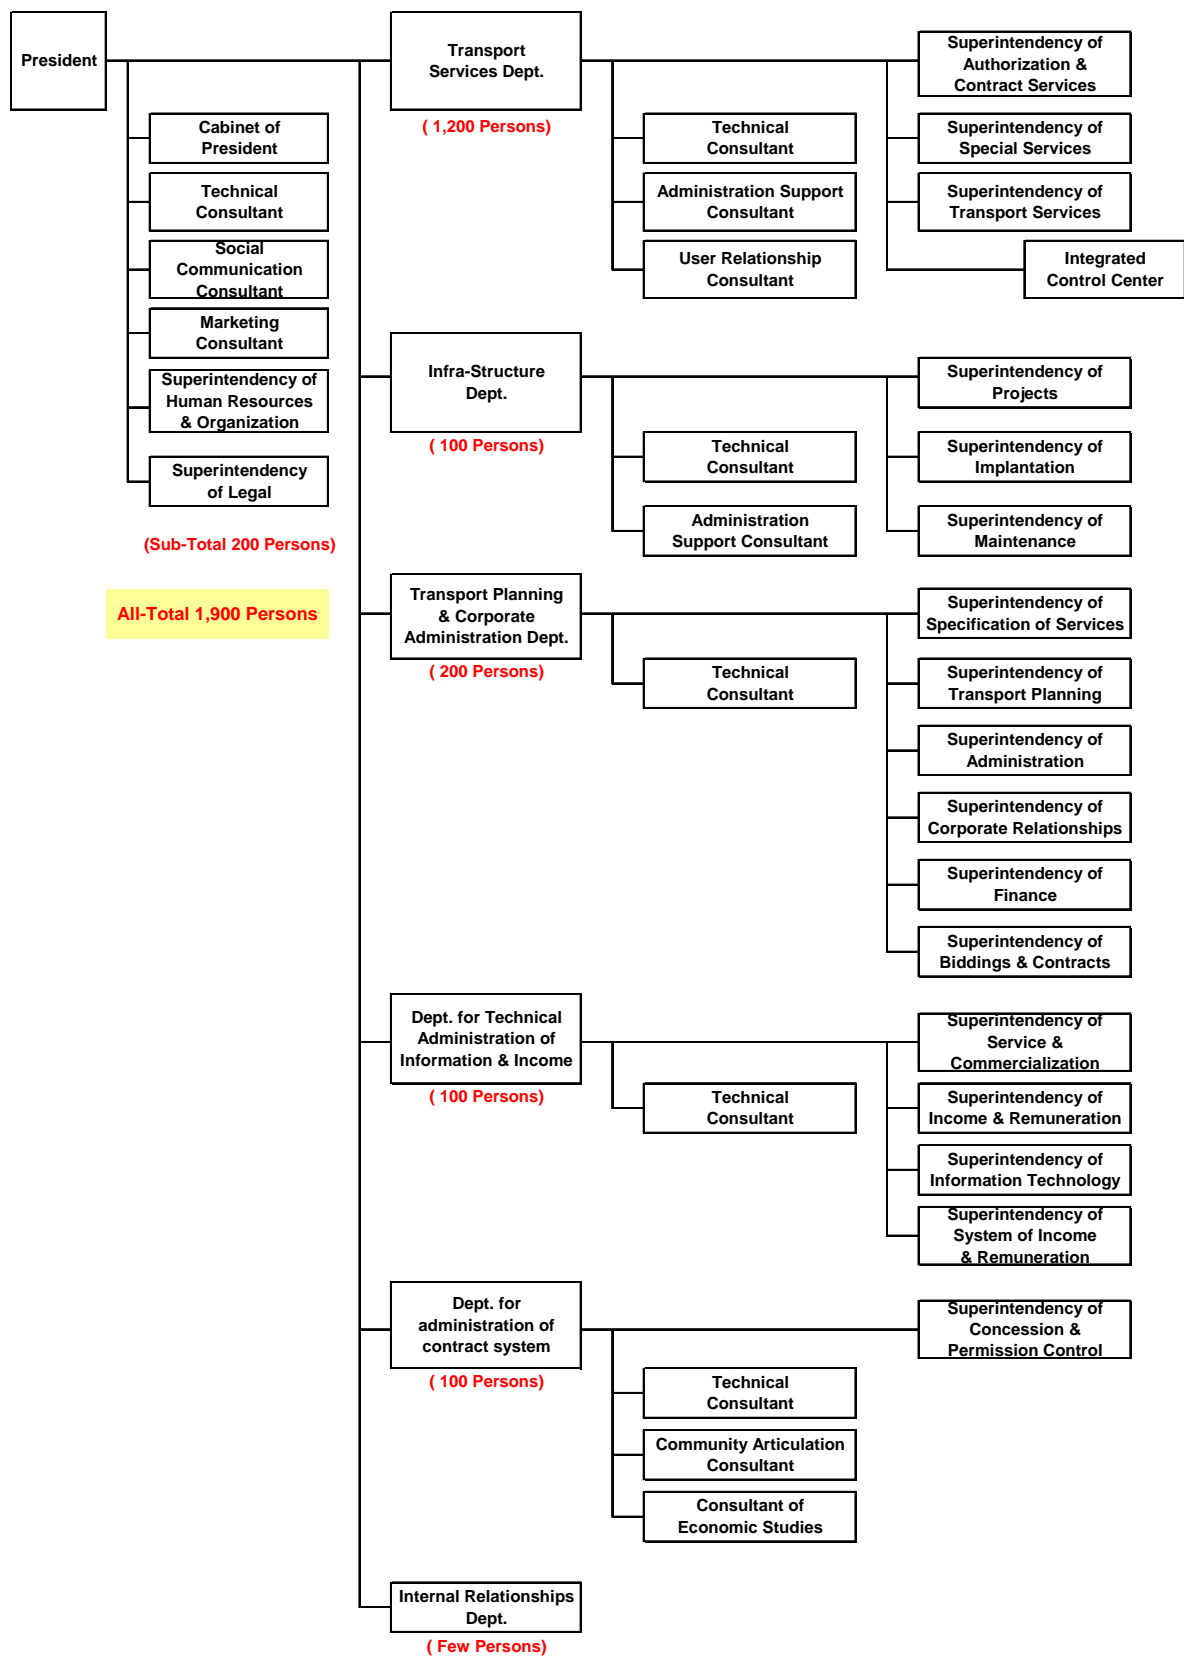 President
Cabinet of
President
Technical
Consultant
Social
Communication
Consultant
Marketing
Consultant
Superintendency of
Human Resources
& Organization
Superintendency
of Legal
(Sub-Total 200 Persons)
All-Total 1,900 Persons
Transport
Services Dept.
( 1,200 Persons)
Technical
Consultant
Administration Support
Consultant
User Relationship
Consultant
Superintendency of
Authorization &
Contract Services
Superintendency of
Special Services
Superintendency of
Transport Services
Integrated
Control Center
Infra-Structure
Dept.
( 100 Persons)
Technical
Consultant
Administration
Support Consultant
Superintendency of
Projects
Superintendency of
Implantation
Superintendency of
Maintenance
Transport Planning
& Corporate
Administration Dept.
( 200 Persons)
Technical
Consultant
Superintendency of
Specification of Services
Superintendency of
Transport Planning
Superintendency of
Administration
Superintendency of
Corporate Relationships
Superintendency of
Finance
Superintendency of
Biddings & Contracts
Dept. for Technical
Administration of
Information & Income
( 100 Persons)
Technical
Consultant
Superintendency of
Service &
Commercialization
Superintendency of
Income & Remuneration
Superintendency of
Information Technology
Superintendency of
System of Income
& Remuneration
Dept. for
administration of
contract system
( 100 Persons)
Technical
Consultant
Community Articulation
Consultant
Consultant of
Economic Studies
Superintendency of
Concession &
Permission Control
Internal Relationships
Dept.
( Few Persons)